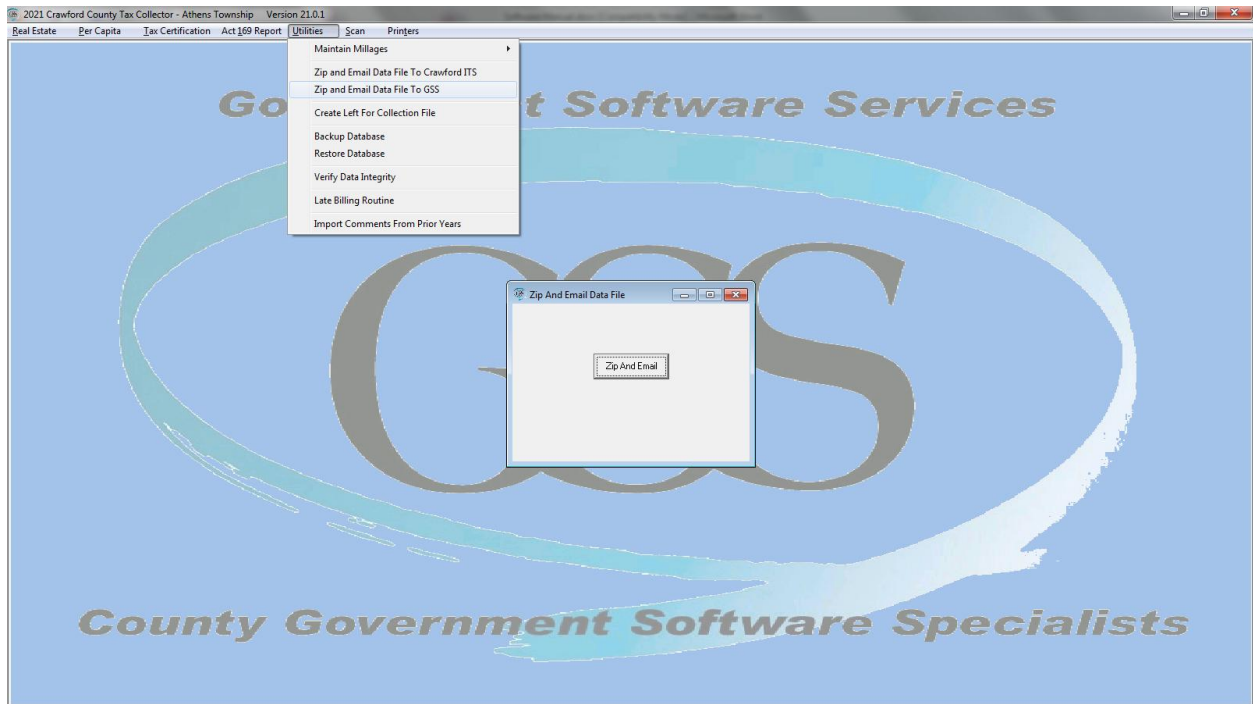 2021 Crawford County Tax Collector - Athens Township Version 21.0.1
Real Estate Per Capita Tax Certification Act 169 Report Utilities Scan Printers
Maintain Millages
Zip and Email Data File To Crawford ITS
Zip and Email Data File To GSS
Create Left For Collection File
Backup Database
Restore Database
Verify Data Integrity
Late Billing Routine
Import Comments From Prior Years
Go t Software Services
GSS
Zip And Email Data File
Zip And Email
County Government Software Specialists